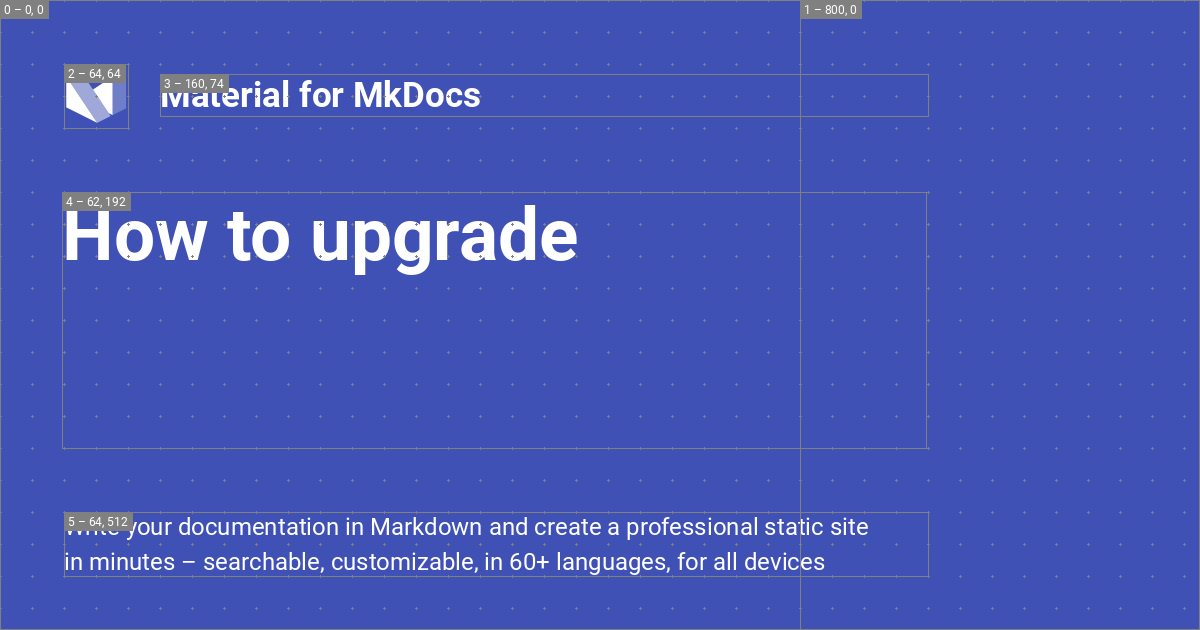 0 – 0, 0
1 – 800, 0
2 – 64, 64
3 – 160, 74
Material for MkDocs
4 – 62, 192
How to upgrade
5 – 64, 512
Write your documentation in Markdown and create a professional static site
in minutes – searchable, customizable, in 60+ languages, for all devices